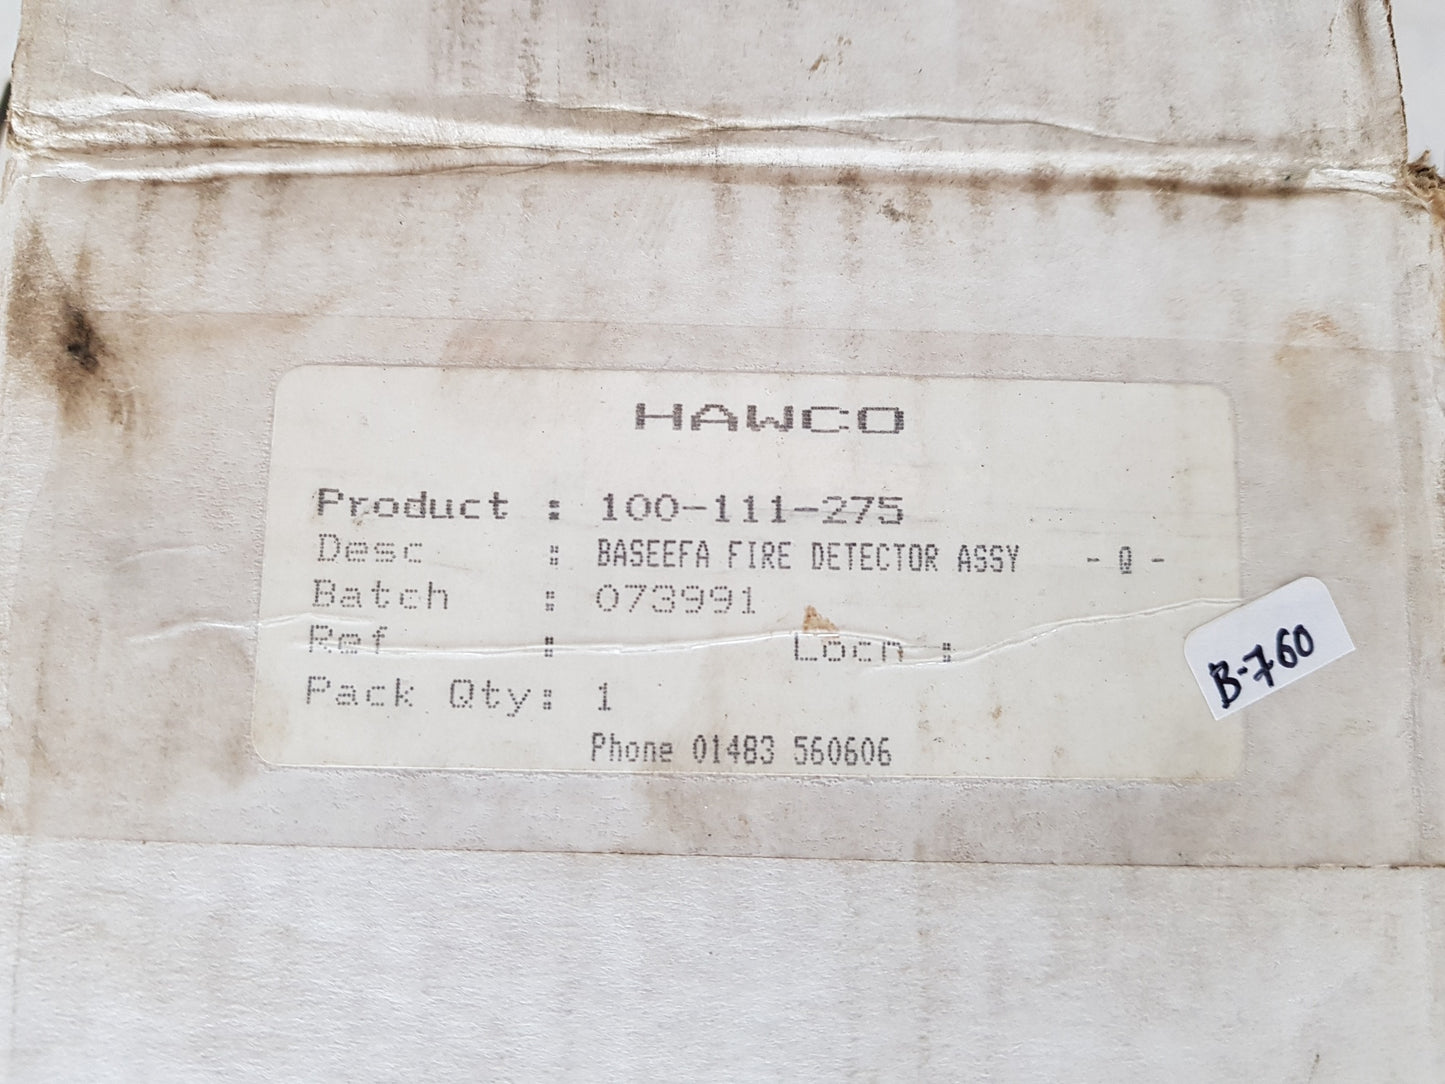 HAWCO
Product : 100-111-275
Desc : BASEEFA FIRE DETECTOR ASSY - Q -
Batch : 073991
Ref : Locn :
Pack Qty: 1
Phone 01483 560606
B-760